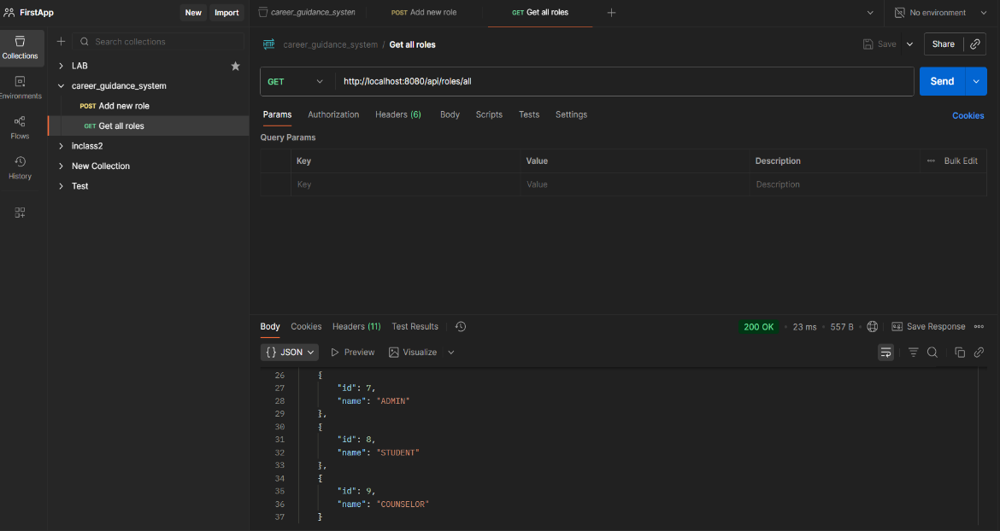 FirstApp
New
Import
career_guidance_system
POST Add new role
GET Get all roles
No environment
Collections
Environments
Flows
History
Search collections
LAB
career_guidance_system
POST Add new role
GET Get all roles
inclass2
New Collection
Test
HTTP
career_guidance_system / Get all roles
Save
Share
GET
http://localhost:8080/api/roles/all
Send
Params
Authorization
Headers (6)
Body
Scripts
Tests
Settings
Cookies
Query Params
Key
Value
Description
Bulk Edit
Key
Value
Description
Body
Cookies
Headers (11)
Test Results
200 OK
23 ms
557 B
Save Response
{} JSON
Preview
Visualize
26 {
27 "id": 7,
28 "name": "ADMIN"
29 },
30 {
31 "id": 8,
32 "name": "STUDENT"
33 },
34 {
35 "id": 9,
36 "name": "COUNSELOR"
37 }